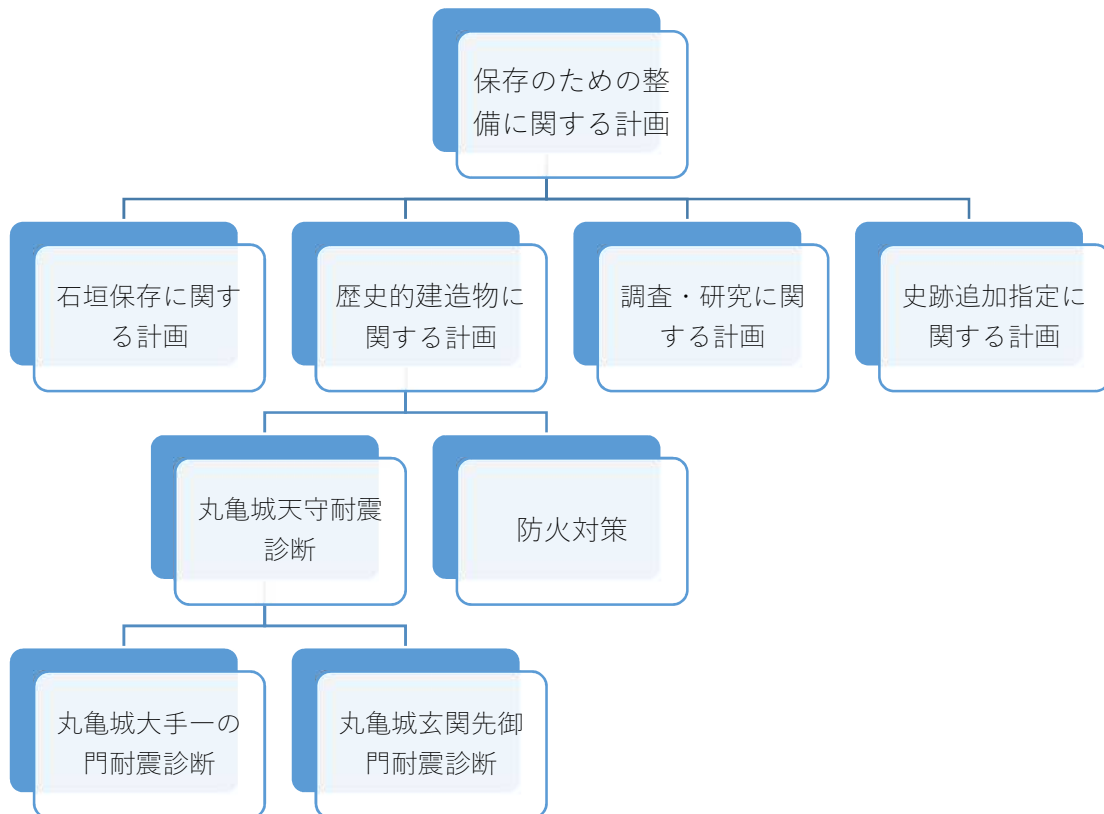 保存のための整
備に関する計画
石垣保存に関す
る計画
歴史的建造物に
関する計画
調査・研究に関
する計画
史跡追加指定に
関する計画
丸亀城天守耐震
診断
防火対策
丸亀城大手一の
門耐震診断
丸亀城玄関先御
門耐震診断